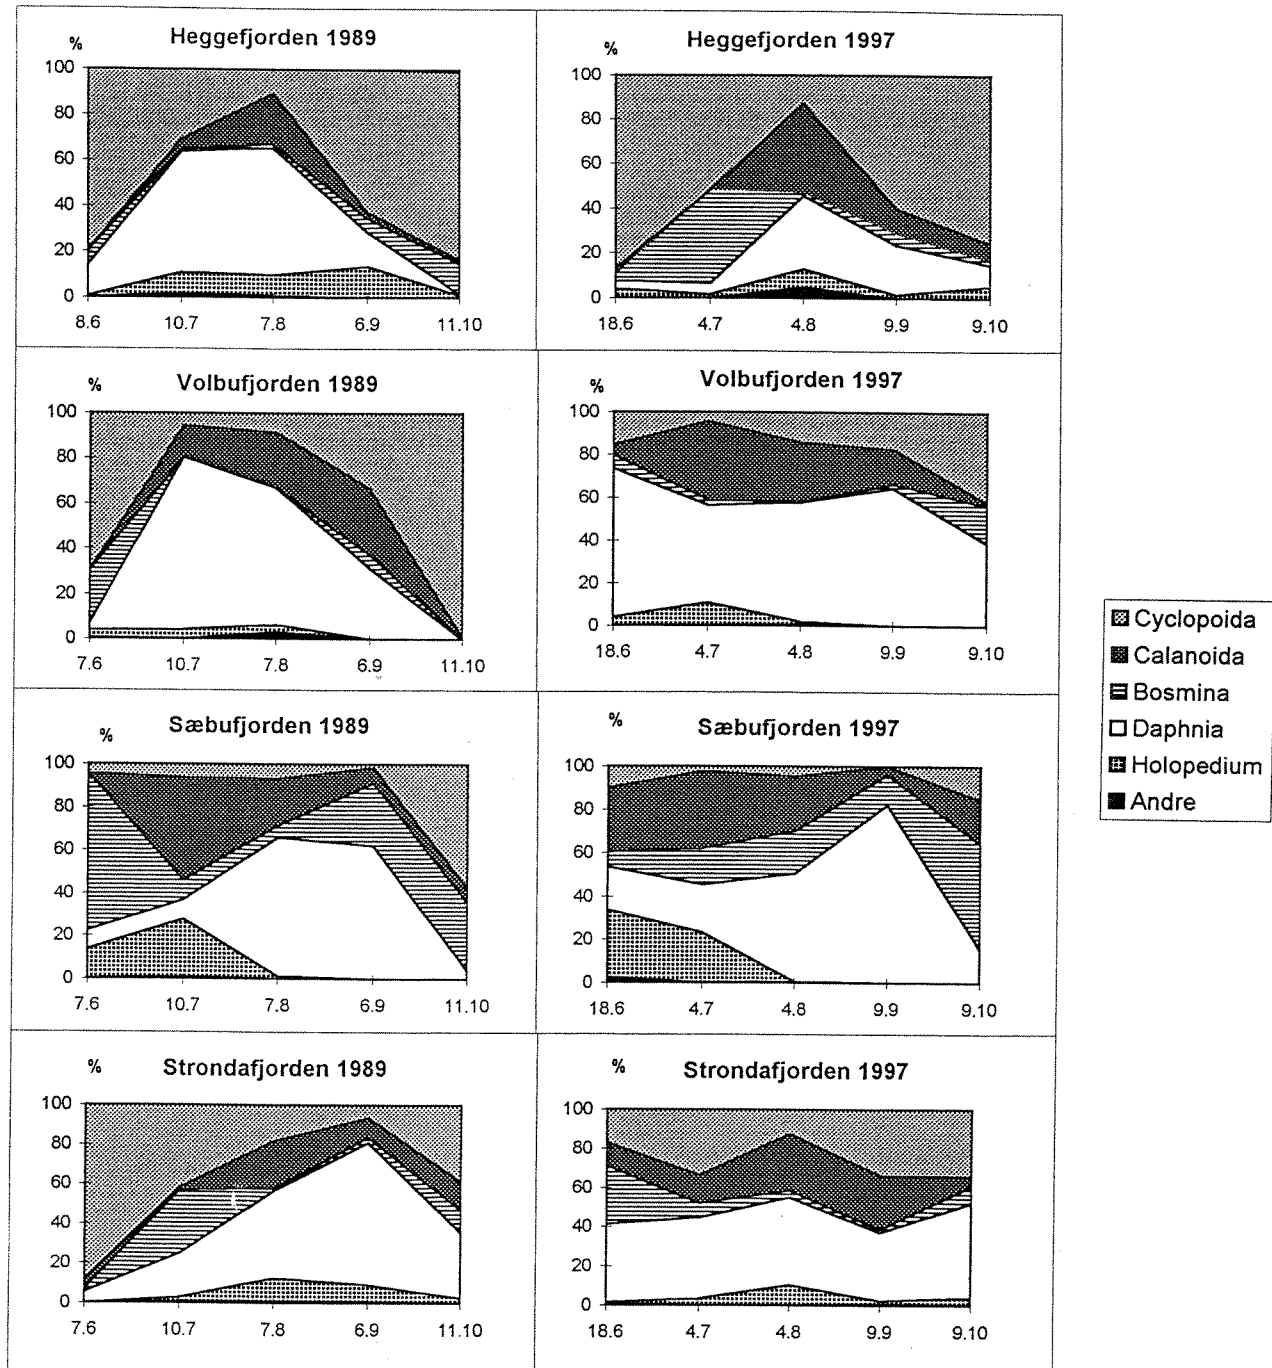 Heggefjorden 1989
%
100
80
60
40
20
0
8.6 10.7 7.8 6.9 11.10
Heggefjorden 1997
%
100
80
60
40
20
0
18.6 4.7 4.8 9.9 9.10
Volbufjorden 1989
%
100
80
60
40
20
0
7.6 10.7 7.8 6.9 11.10
Volbufjorden 1997
%
100
80
60
40
20
0
18.6 4.7 4.8 9.9 9.10
Sæbufjorden 1989
%
100
80
60
40
20
0
7.6 10.7 7.8 6.9 11.10
Sæbufjorden 1997
%
100
80
60
40
20
0
18.6 4.7 4.8 9.9 9.10
Strondafjorden 1989
%
100
80
60
40
20
0
7.6 10.7 7.8 6.9 11.10
Strondafjorden 1997
%
100
80
60
40
20
0
18.6 4.7 4.8 9.9 9.10
Cyclopoida
Calanoida
Bosmina
Daphnia
Holopedium
Andre